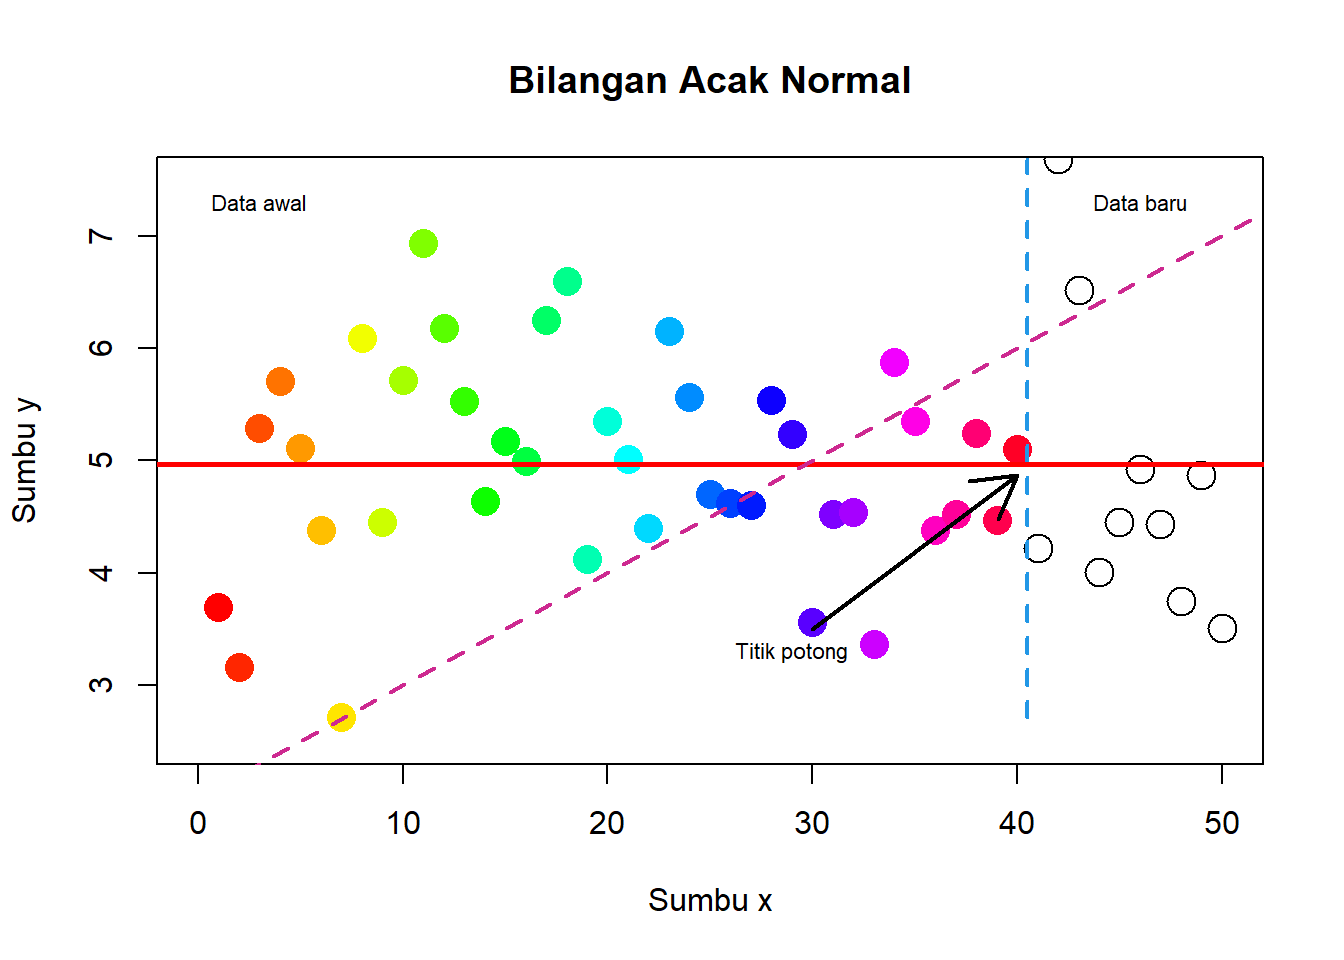 Bilangan Acak Normal
Data awal
Data baru
7
6
5
4
3
Sumbu y
Titik potong
0 10 20 30 40 50
Sumbu x